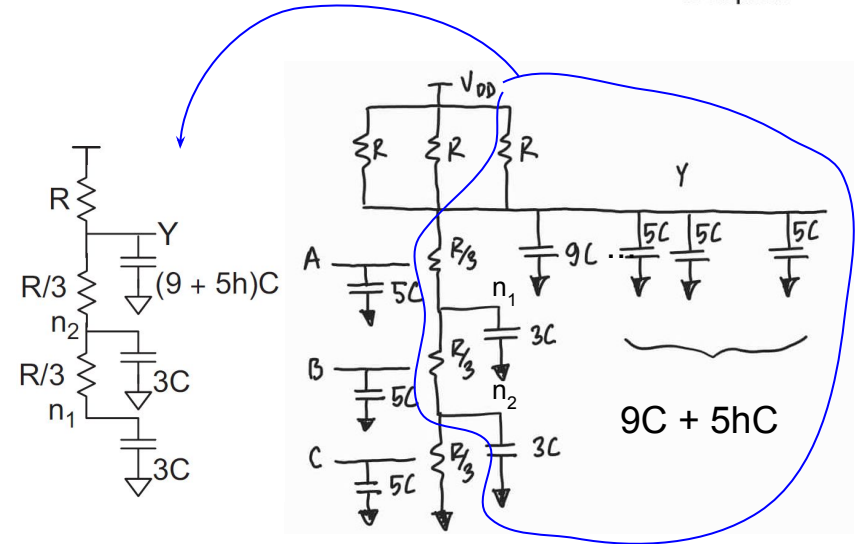 R
Y
(9 + 5h)C
R/3
n2
3C
R/3
n1
3C
VDD
R
R
R
Y
A
5C
R/3
9C
...
5C
5C
5C
n1
3C
B
5C
R/3
n2
3C
C
5C
R/3
9C + 5hC